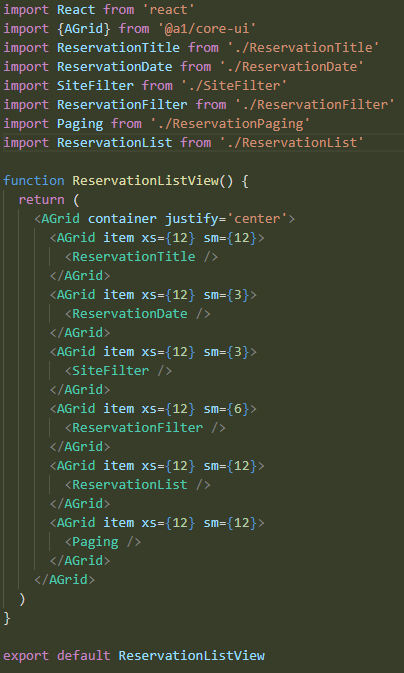 import React from 'react'
import {AGrid} from '@a1/core-ui'
import ReservationTitle from './ReservationTitle'
import ReservationDate from './ReservationDate'
import SiteFilter from './SiteFilter'
import ReservationFilter from './ReservationFilter'
import Paging from './ReservationPaging'
import ReservationList from './ReservationList'

function ReservationListView() {
  return (
    <AGrid container justify='center'>
      <AGrid item xs={12} sm={12}>
        <ReservationTitle />
      </AGrid>
      <AGrid item xs={12} sm={3}>
        <ReservationDate />
      </AGrid>
      <AGrid item xs={12} sm={3}>
        <SiteFilter />
      </AGrid>
      <AGrid item xs={12} sm={6}>
        <ReservationFilter />
      </AGrid>
      <AGrid item xs={12} sm={12}>
        <ReservationList />
      </AGrid>
      <AGrid item xs={12} sm={12}>
        <Paging />
      </AGrid>
    </AGrid>
  )
}

export default ReservationListView